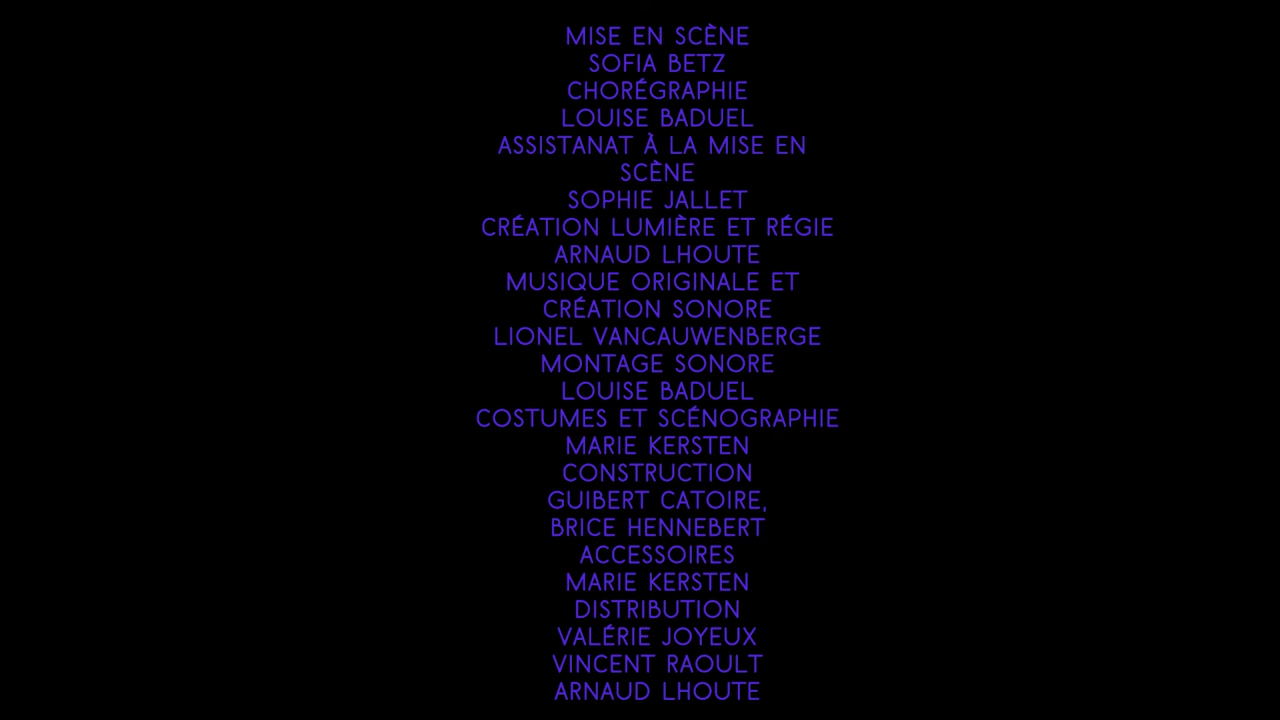 MISE EN SCÈNE
SOFIA BETZ
CHORÉGRAPHIE
LOUISE BADUEL
ASSISTANAT À LA MISE EN
SCÈNE
SOPHIE JALLET
CRÉATION LUMIÈRE ET RÉGIE
ARNAUD LHOUTE
MUSIQUE ORIGINALE ET
CRÉATION SONORE
LIONEL VANCAUWENBERGE
MONTAGE SONORE
LOUISE BADUEL
COSTUMES ET SCÉNOGRAPHIE
MARIE KERSTEN
CONSTRUCTION
GUIBERT CATOIRE,
BRICE HENNEBERT
ACCESSOIRES
MARIE KERSTEN
DISTRIBUTION
VALÉRIE JOYEUX
VINCENT RAOULT
ARNAUD LHOUTE